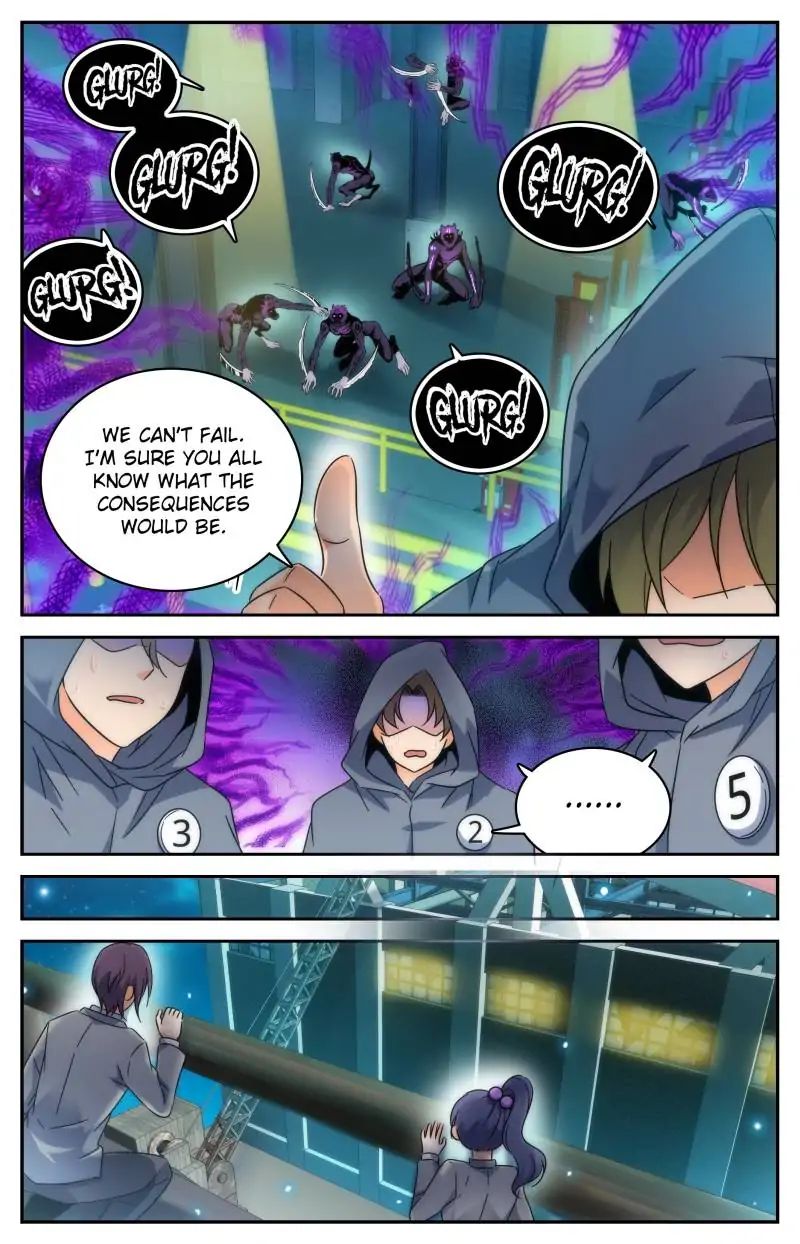 GLURG!
GLURG!
GLURG!
GLURG!
GLURG!
WE CAN'T FAIL.
I'M SURE YOU ALL
KNOW WHAT THE
CONSEQUENCES
WOULD BE.
3
2
......
5